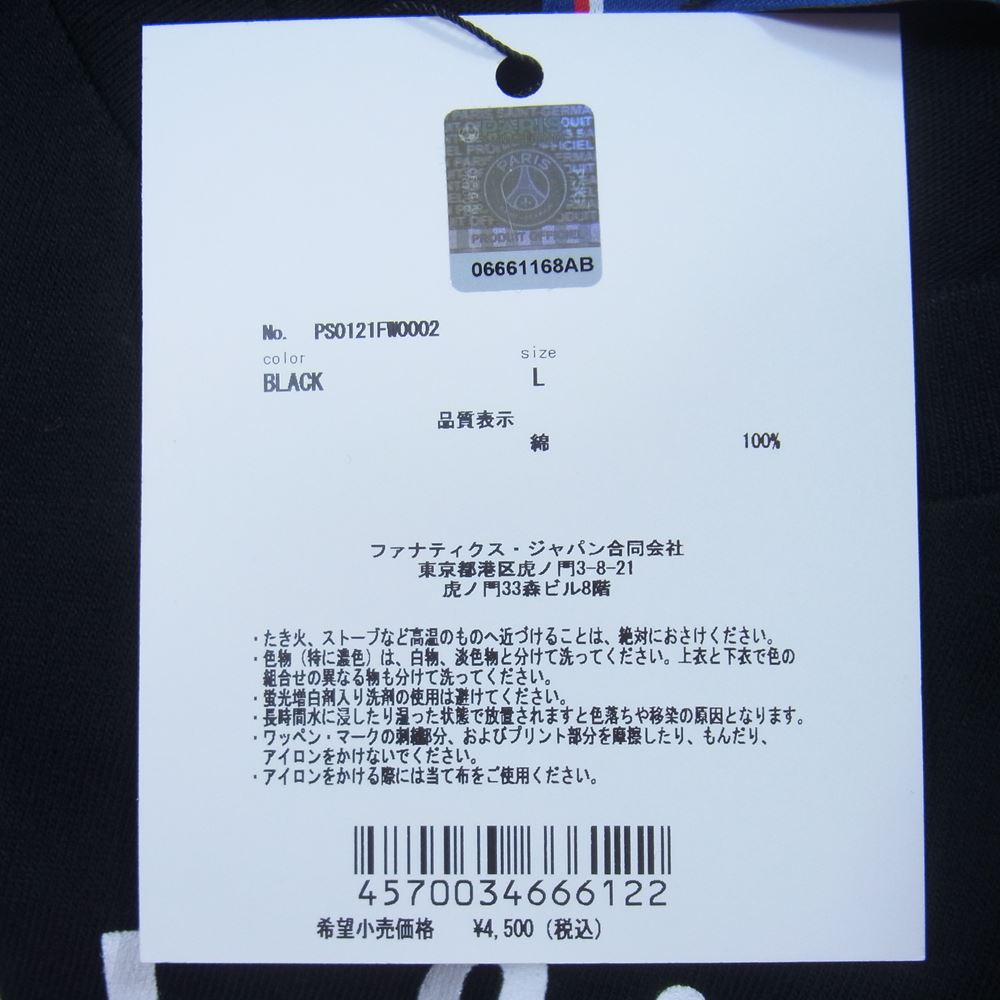 PARIS
PRODUIT OFFICIEL
06661168AB
No. PS0121FW0002
color size
BLACK L
品質表示
綿 100%
ファナティクス・ジャパン合同会社
東京都港区虎ノ門3-8-21
虎ノ門33森ビル8階
・たき火、ストーブなど高温のものへ近づけることは、絶対におさけください。
・色物（特に濃色）は、白物、淡色物と分けて洗ってください。上衣と下衣で色の
組合せの異なる物も分けて洗ってください。
・蛍光増白剤入り洗剤の使用は避けてください。
・長時間水に浸したり湿った状態で放置されますと色落ちや移染の原因となります。
・ワッペン・マークの刺繍部分、およびプリント部分を摩擦したり、もんだり、
アイロンをかけないでください。
・アイロンをかける際には当て布をご使用ください。
4570034666122
希望小売価格 ¥4,500（税込）